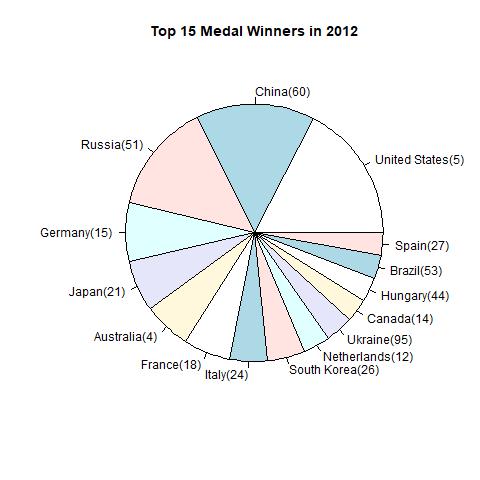 Top 15 Medal Winners in 2012
China(60)
United States(5)
Russia(51)
Germany(15)
Japan(21)
Australia(4)
France(18)
Italy(24)
South Korea(26)
Netherlands(12)
Ukraine(95)
Canada(14)
Hungary(44)
Brazil(53)
Spain(27)